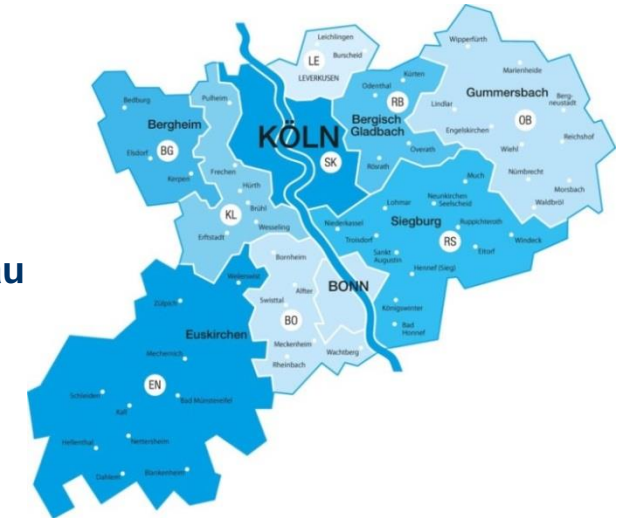 Leichlingen
Wipperfürth
LE
Burscheid
LEVERKUSEN
Kürten
Marienheide
Odenthal
Gummersbach
Berg-
neustadt
Bedburg
Pulheim
RB
Lindlar
OB
Bergheim
KÖLN
Bergisch
Gladbach
Engelskirchen
Reichshof
Elsdorf
BG
SK
Overath
Wiehl
Kerpen
Frechen
Rösrath
Nümbrecht
Much
Morsbach
Hürth
Lohmar
Neunkirchen
Seelscheid
Waldbröl
KL
Brühl
Niederkassel
Siegburg
Ruppichteroth
Erftstadt
Wesseling
Troisdorf
RS
Windeck
Sankt
Augustin
Eitorf
Bornheim
Hennef (Sieg)
au
Weilerswist
BONN
Zülpich
Swisttal
Alfter
Königswinter
Euskirchen
BO
Bad
Honnef
Mechernich
Meckenheim
Wachtberg
Rheinbach
EN
Schleiden
Bad Münstereifel
Kall
Hellenthal
Nettersheim
Dahlem
Blankenheim